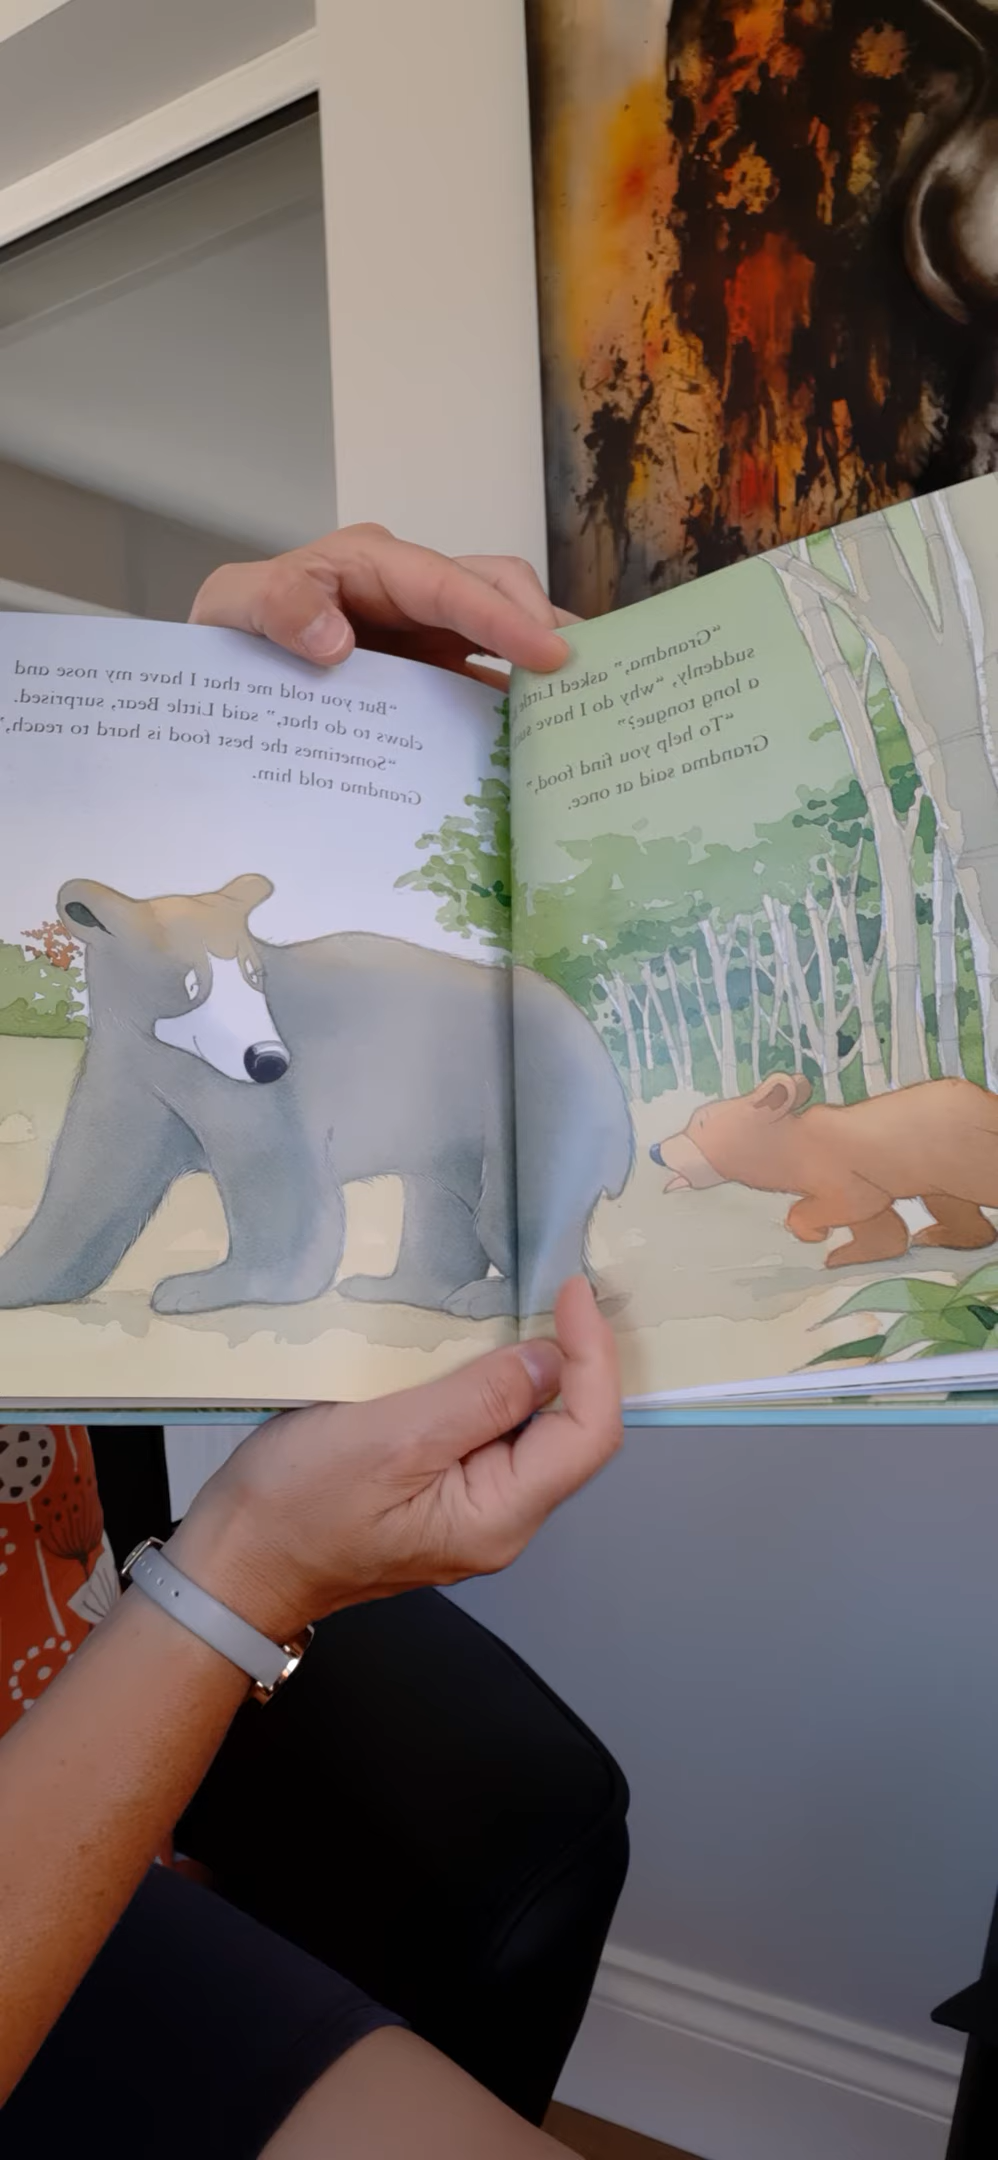 "Grandma," asked Little
suddenly, "why do I have such
a long tongue?"
"To help you find food,"
Grandma said at once.
"But you told me that I have my nose and
claws to do that," said Little Bear, surprised.
"Sometimes the best food is hard to reach,"
Grandma told him.